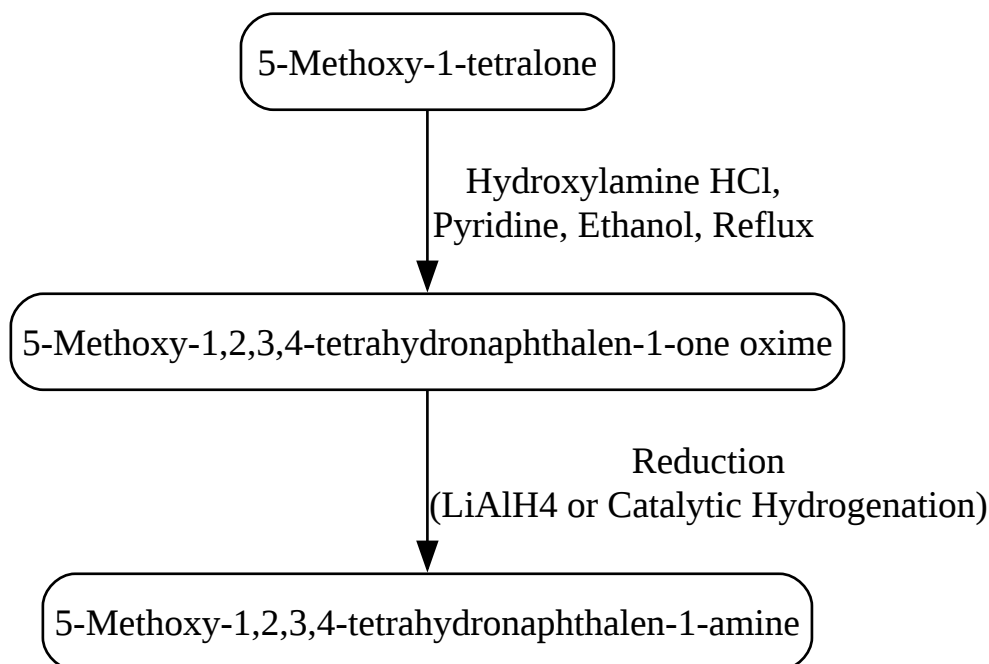 5-Methoxy-1-tetralone
Hydroxylamine HCl,
Pyridine, Ethanol, Reflux
5-Methoxy-1,2,3,4-tetrahydronaphthalen-1-one oxime
Reduction
(LiAlH4 or Catalytic Hydrogenation)
5-Methoxy-1,2,3,4-tetrahydronaphthalen-1-amine